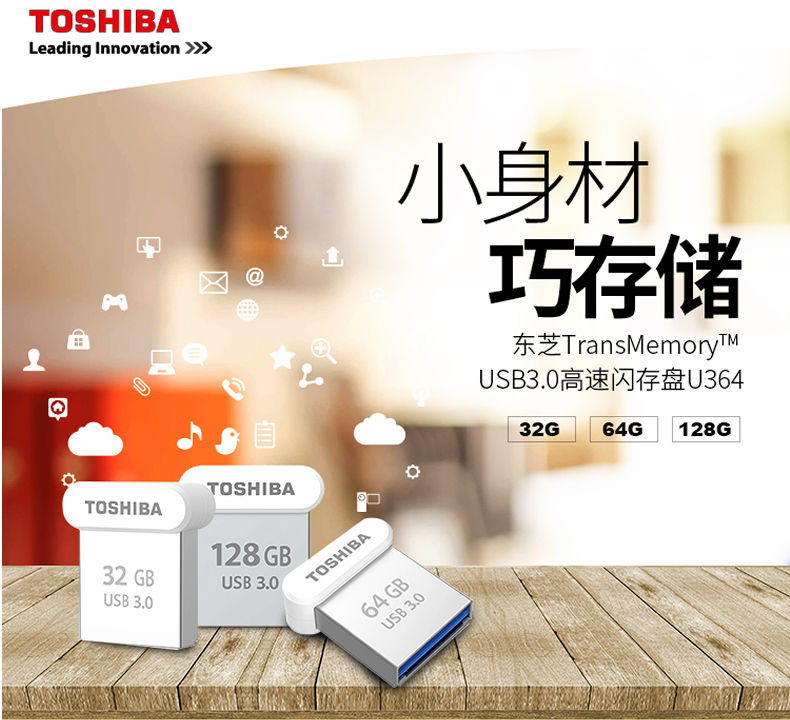 TOSHIBA
Leading Innovation >>>
小身材
巧存储
东芝TransMemory™
USB3.0高速闪存盘U364
32G 64G 128G
TOSHIBA
32 GB
USB 3.0
TOSHIBA
128 GB
USB 3.0
TOSHIBA
64 GB
USB 3.0